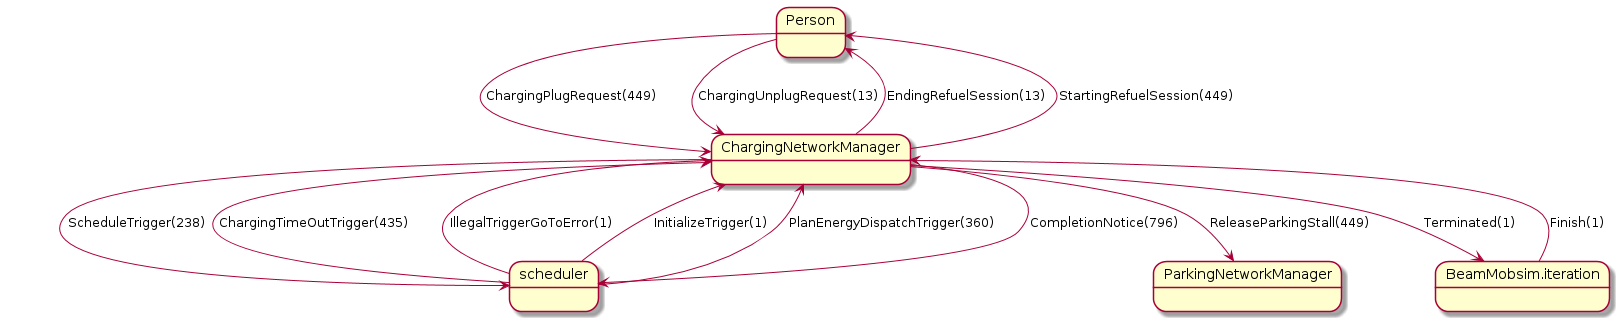 Person
ChargingPlugRequest(449)
ChargingUnplugRequest(13)
EndingRefuelSession(13)
StartingRefuelSession(449)
ChargingNetworkManager
ScheduleTrigger(238)
ChargingTimeOutTrigger(435)
IllegalTriggerGoToError(1)
InitializeTrigger(1)
PlanEnergyDispatchTrigger(360)
CompletionNotice(796)
ReleaseParkingStall(449)
Terminated(1)
Finish(1)
scheduler
ParkingNetworkManager
BeamMobsim.iteration